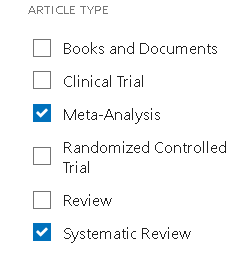 ARTICLE TYPE
Books and Documents
Clinical Trial
Meta-Analysis
Randomized Controlled
Trial
Review
Systematic Review